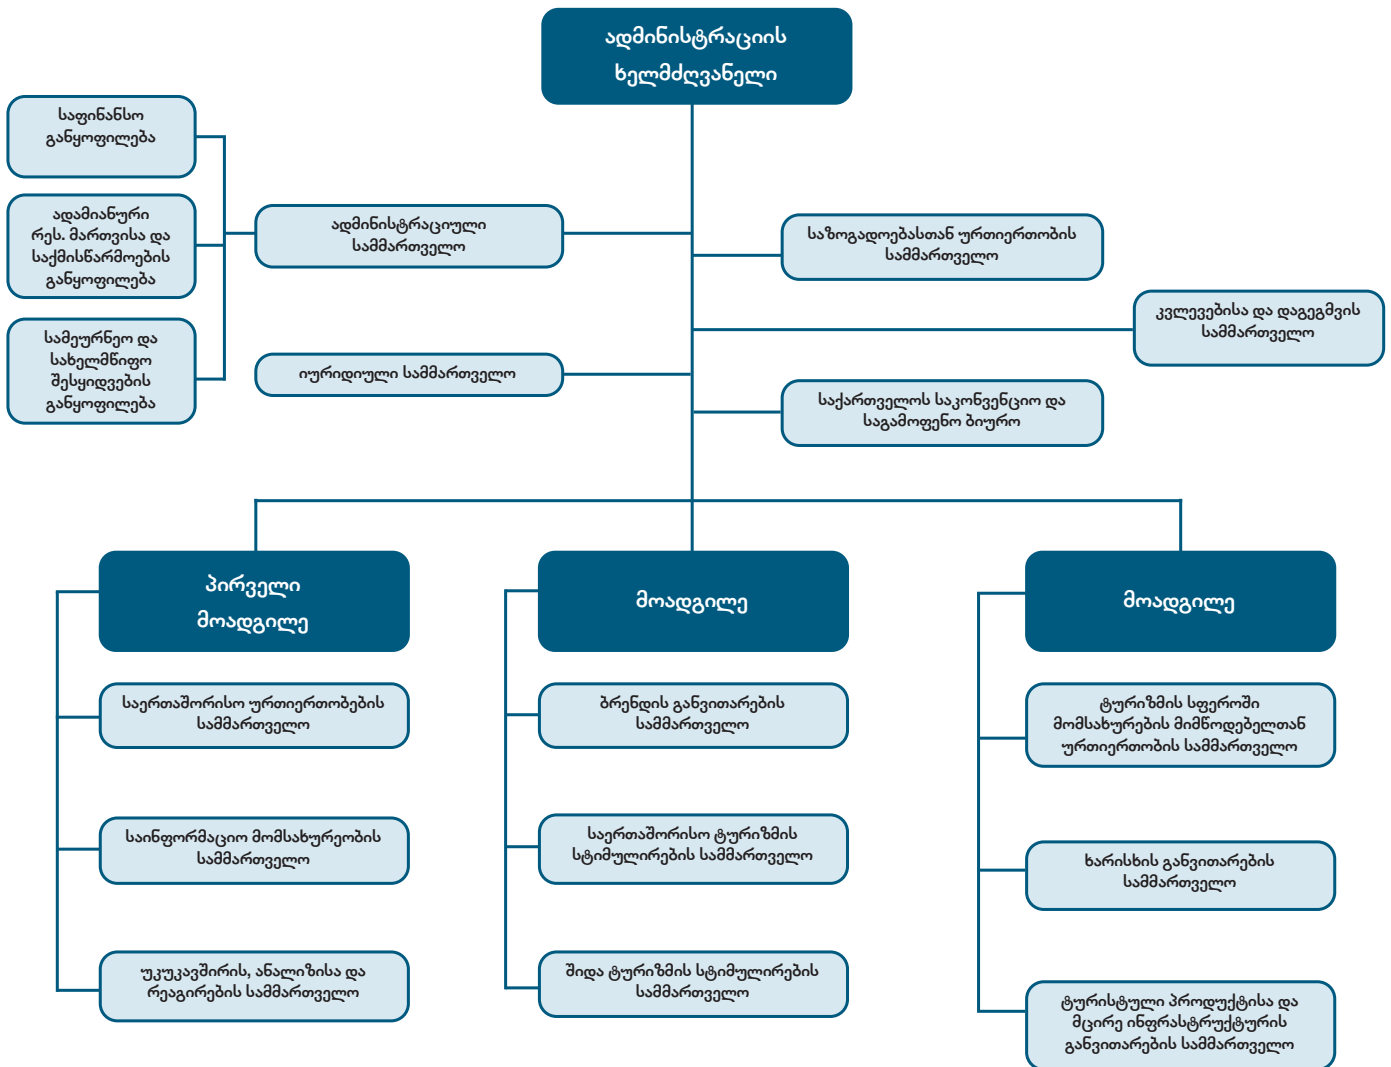 ადმინისტრაციის
ხელმძღვანელი
საფინანსო
განყოფილება
ადამიანური
რეს. მართვისა და
საქმისწარმოების
განყოფილება
სამეურნეო და
სახელმწიფო
შესყიდვების
განყოფილება
ადმინისტრაციული
სამმართველო
იურიდიული სამმართველო
საზოგადოებასთან ურთიერთობის
სამმართველო
კვლევებისა და დაგეგმვის
სამმართველო
საქართველოს საკონვენციო და
საგამოფენო ბიურო
პირველი
მოადგილე
საერთაშორისო ურთიერთობების
სამმართველო
საინფორმაციო მომსახურეობის
სამმართველო
უკუკავშირის, ანალიზისა და
რეაგირების სამმართველო
მოადგილე
ბრენდის განვითარების
სამმართველო
საერთაშორისო ტურიზმის
სტიმულირების სამმართველო
შიდა ტურიზმის სტიმულირების
სამმართველო
მოადგილე
ტურიზმის სფეროში
მომსახურების მიმწოდებელთან
ურთიერთობის სამმართველო
ხარისხის განვითარების
სამმართველო
ტურისტული პროდუქტისა და
მცირე ინფრასტრუქტურის
განვითარების სამმართველო